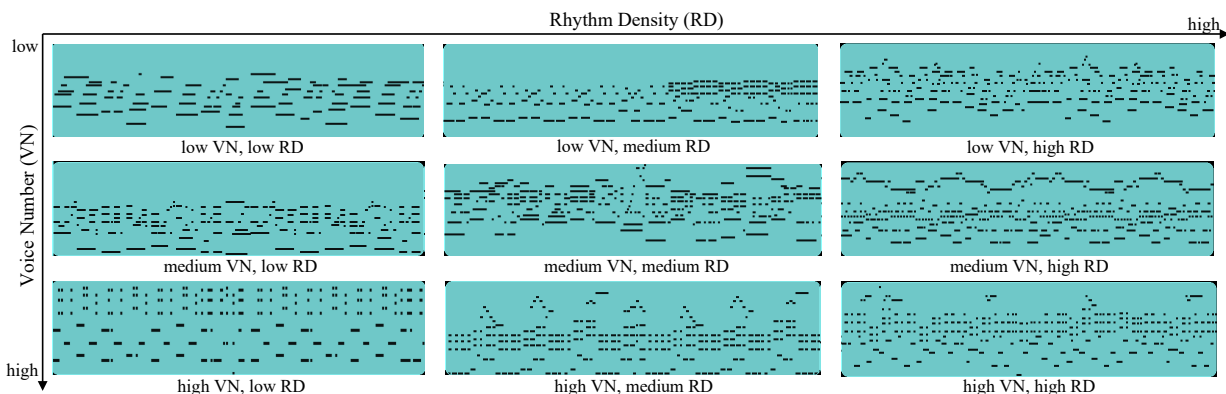 Rhythm Density (RD)
low
high
low VN, low RD
low VN, medium RD
low VN, high RD
Voice Number (VN)
medium VN, low RD
medium VN, medium RD
medium VN, high RD
high
high VN, low RD
high VN, medium RD
high VN, high RD